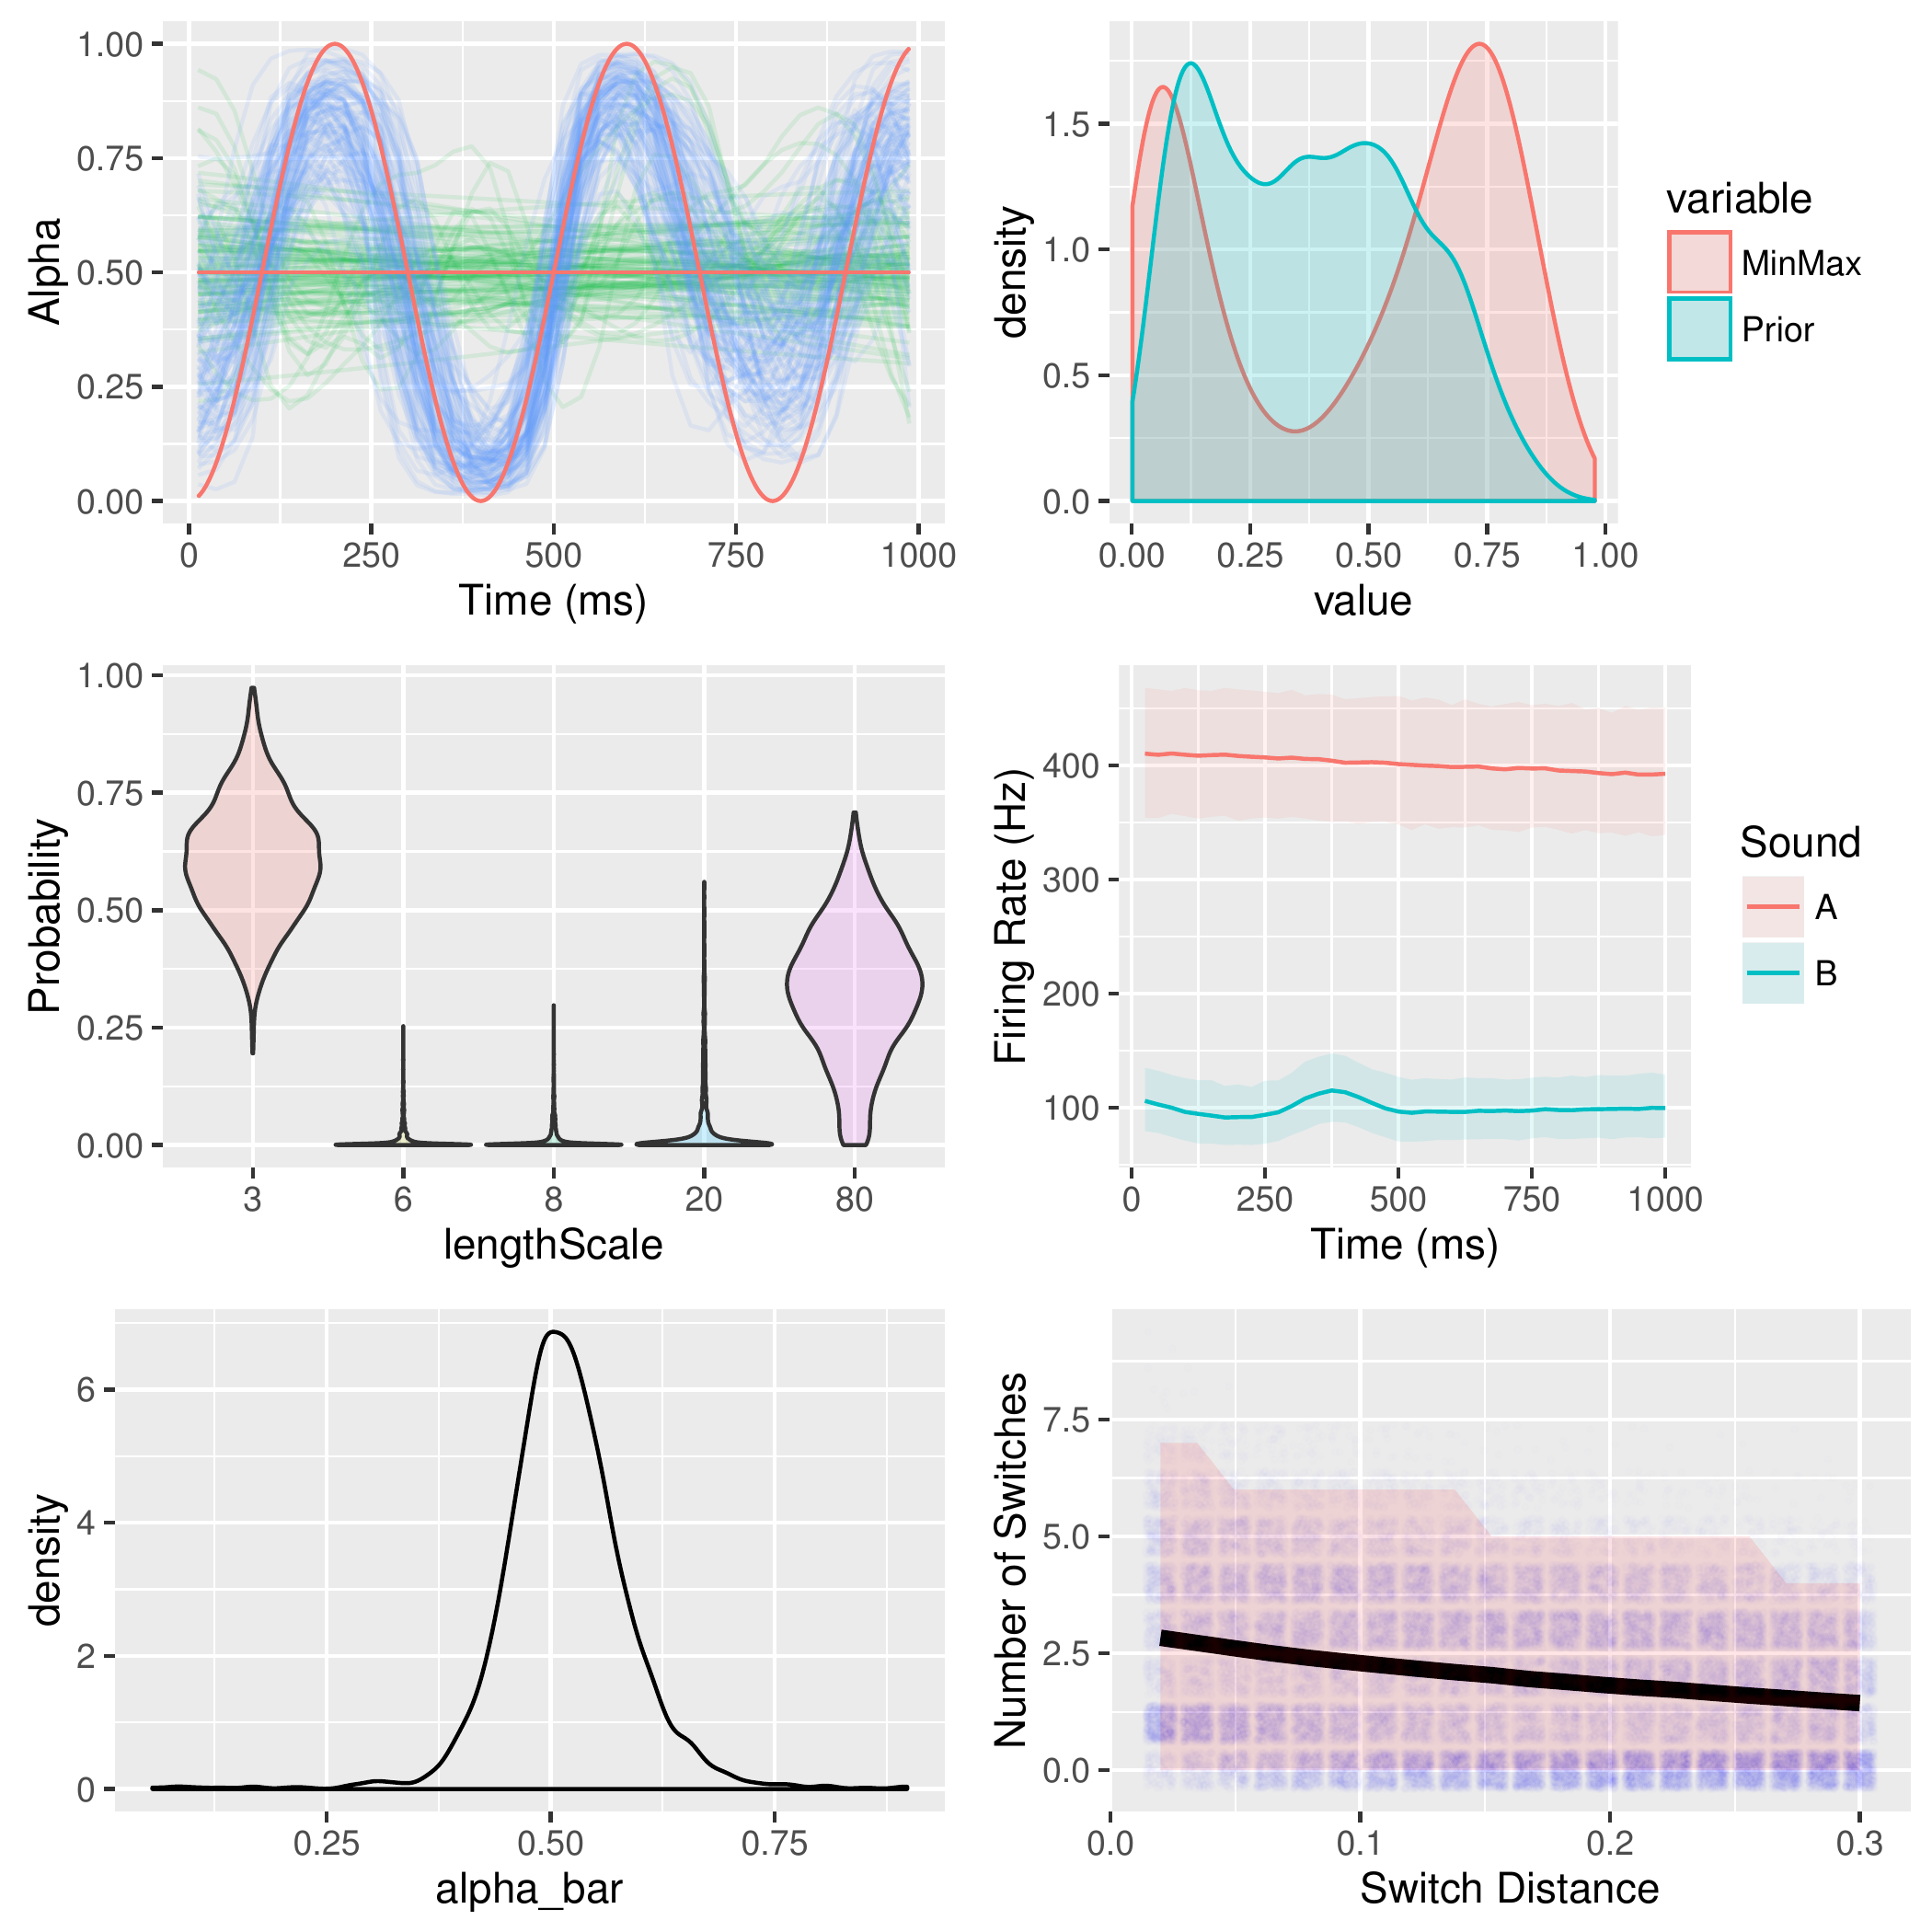 1.00
0.75
0.50
0.25
0.00
Alpha
0 250 500 750 1000
Time (ms)
1.5
1.0
0.5
0.0
density
0.00 0.25 0.50 0.75 1.00
value
variable
MinMax
Prior
1.00
0.75
0.50
0.25
0.00
Probability
3 6 8 20 80
lengthScale
400
300
200
100
Firing Rate (Hz)
0 250 500 750 1000
Time (ms)
Sound
A
B
6
4
2
0
density
0.25 0.50 0.75
alpha_bar
7.5
5.0
2.5
0.0
Number of Switches
0.0 0.1 0.2 0.3
Switch Distance